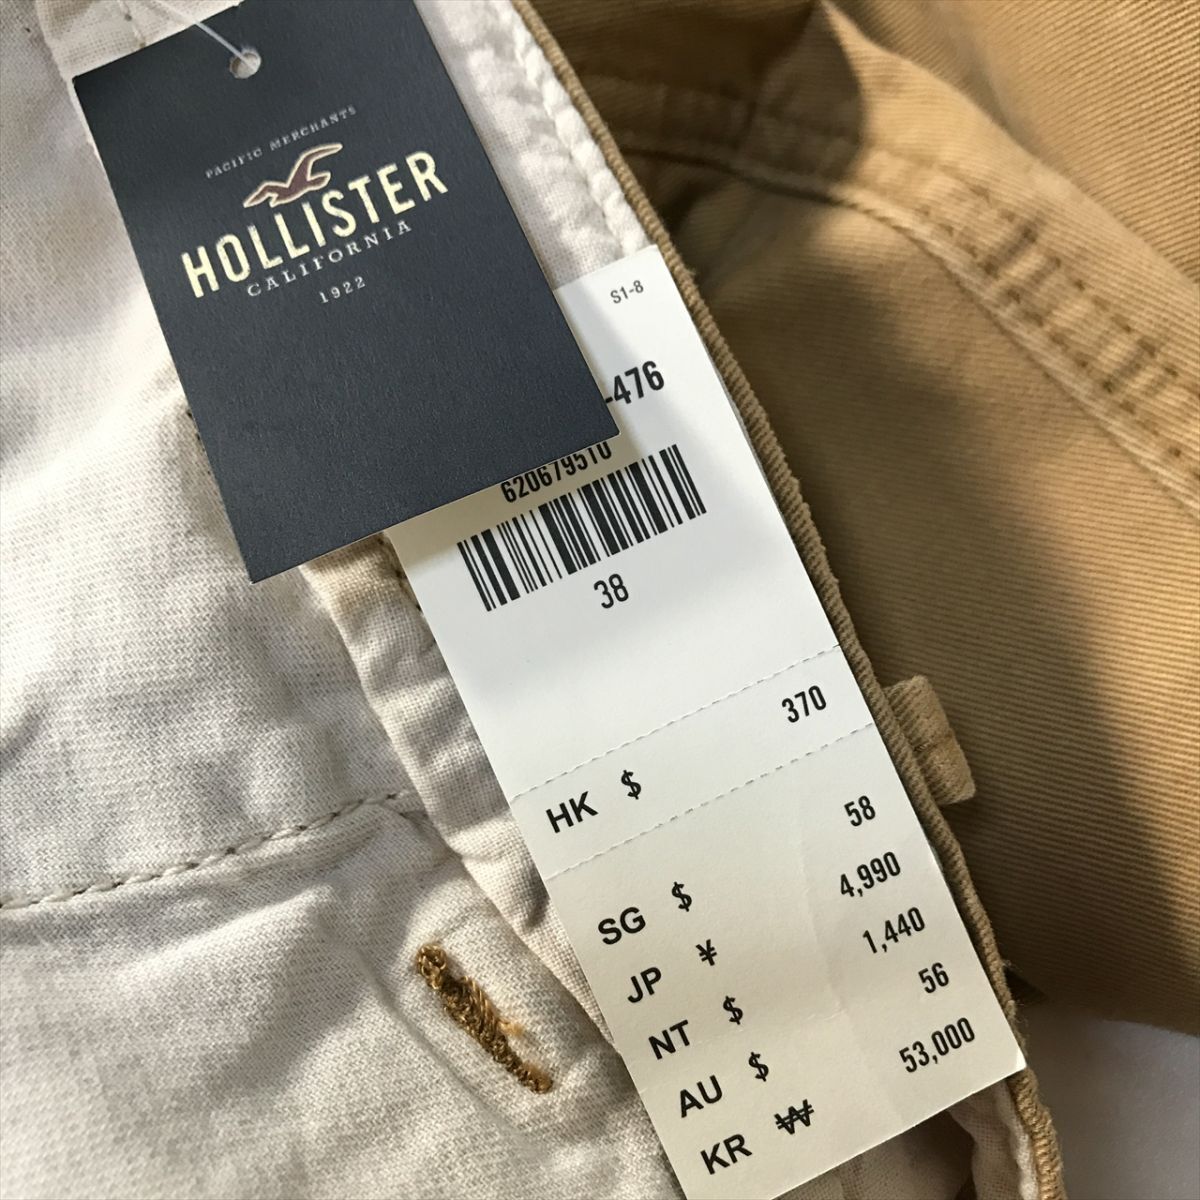 PACIFIC MERCHANTS
HOLLISTER
CALIFORNIA
1922
S1-8
-476
620679510
38
HK $ 370
SG $ 58
JP ¥ 4,990
NT $ 1,440
AU $ 56
KR ₩ 53,000